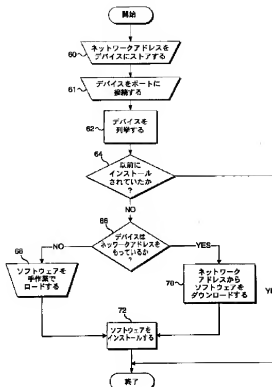 開始
ネットワークアドレスを
デバイスにストアする
60
デバイスをポートに
接続する
61
デバイスを
列挙する
62
64
以前に
インストール
されていたか
?
NO
66
デバイスは
ネットワークアドレスを
もっているか
?
NO
YES
68
ソフトウェアを
手作業で
ロードする
ネットワーク
アドレスから
ソフトウェアを
ダウンロードする
70
YE
72
ソフトウェアを
インストールする
終了